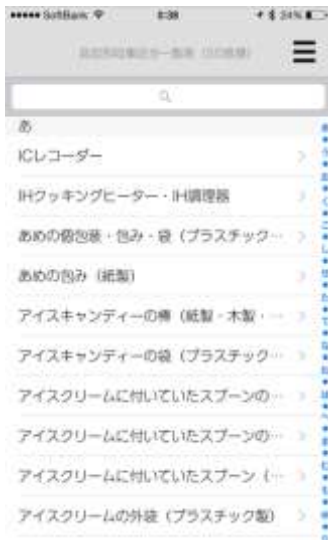 SoftBank 8:38 24%
あ
ICレコーダー
IHクッキングヒーター・IH調理器
あめの個包装・包み・袋（プラスチック…
あめの包み（紙製）
アイスキャンディーの棒（紙製・木製・…
アイスキャンディーの袋（プラスチック…
アイスクリームに付いていたスプーンの…
アイスクリームに付いていたスプーンの…
アイスクリームに付いていたスプーン（…
アイスクリームの外袋（プラスチック製）